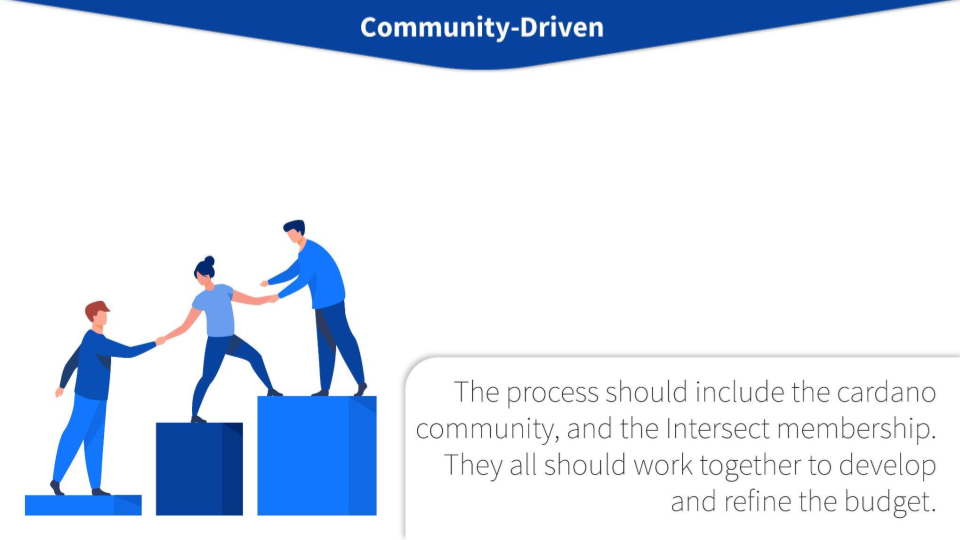 Community-Driven
The process should include the cardano
community, and the Intersect membership.
They all should work together to develop
and refine the budget.